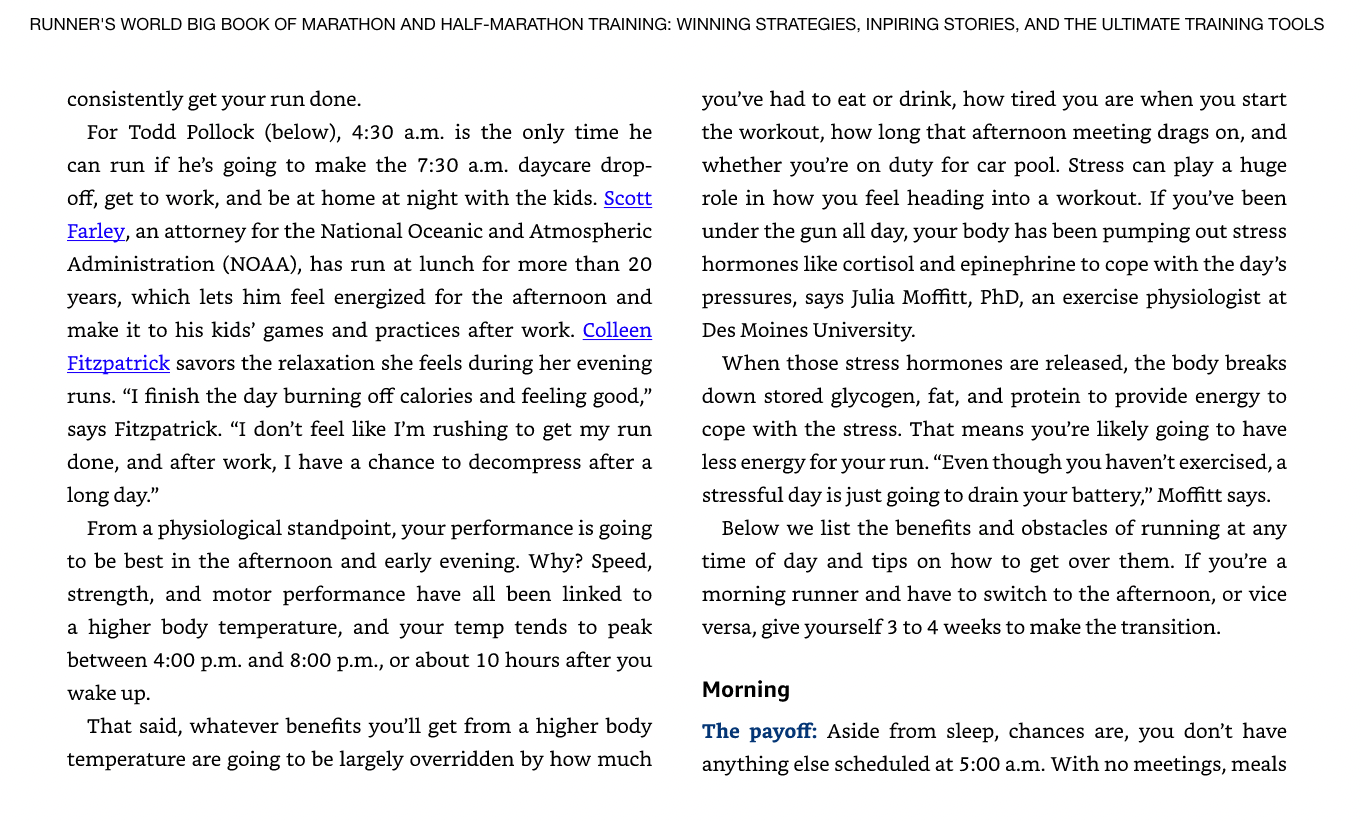 RUNNER'S WORLD BIG BOOK OF MARATHON AND HALF-MARATHON TRAINING: WINNING STRATEGIES, INPIRING STORIES, AND THE ULTIMATE TRAINING TOOLS
consistently get your run done.
For Todd Pollock (below), 4:30 a.m. is the only time he
can run if he’s going to make the 7:30 a.m. daycare drop-
off, get to work, and be at home at night with the kids. Scott
Farley, an attorney for the National Oceanic and Atmospheric
Administration (NOAA), has run at lunch for more than 20
years, which lets him feel energized for the afternoon and
make it to his kids’ games and practices after work. Colleen
Fitzpatrick savors the relaxation she feels during her evening
runs. “I finish the day burning off calories and feeling good,”
says Fitzpatrick. “I don’t feel like I’m rushing to get my run
done, and after work, I have a chance to decompress after a
long day.”
From a physiological standpoint, your performance is going
to be best in the afternoon and early evening. Why? Speed,
strength, and motor performance have all been linked to
a higher body temperature, and your temp tends to peak
between 4:00 p.m. and 8:00 p.m., or about 10 hours after you
wake up.
That said, whatever benefits you’ll get from a higher body
temperature are going to be largely overridden by how much
you’ve had to eat or drink, how tired you are when you start
the workout, how long that afternoon meeting drags on, and
whether you’re on duty for car pool. Stress can play a huge
role in how you feel heading into a workout. If you’ve been
under the gun all day, your body has been pumping out stress
hormones like cortisol and epinephrine to cope with the day’s
pressures, says Julia Moffitt, PhD, an exercise physiologist at
Des Moines University.
When those stress hormones are released, the body breaks
down stored glycogen, fat, and protein to provide energy to
cope with the stress. That means you’re likely going to have
less energy for your run. “Even though you haven’t exercised, a
stressful day is just going to drain your battery,” Moffitt says.
Below we list the benefits and obstacles of running at any
time of day and tips on how to get over them. If you’re a
morning runner and have to switch to the afternoon, or vice
versa, give yourself 3 to 4 weeks to make the transition.
Morning
The payoff: Aside from sleep, chances are, you don’t have
anything else scheduled at 5:00 a.m. With no meetings, meals